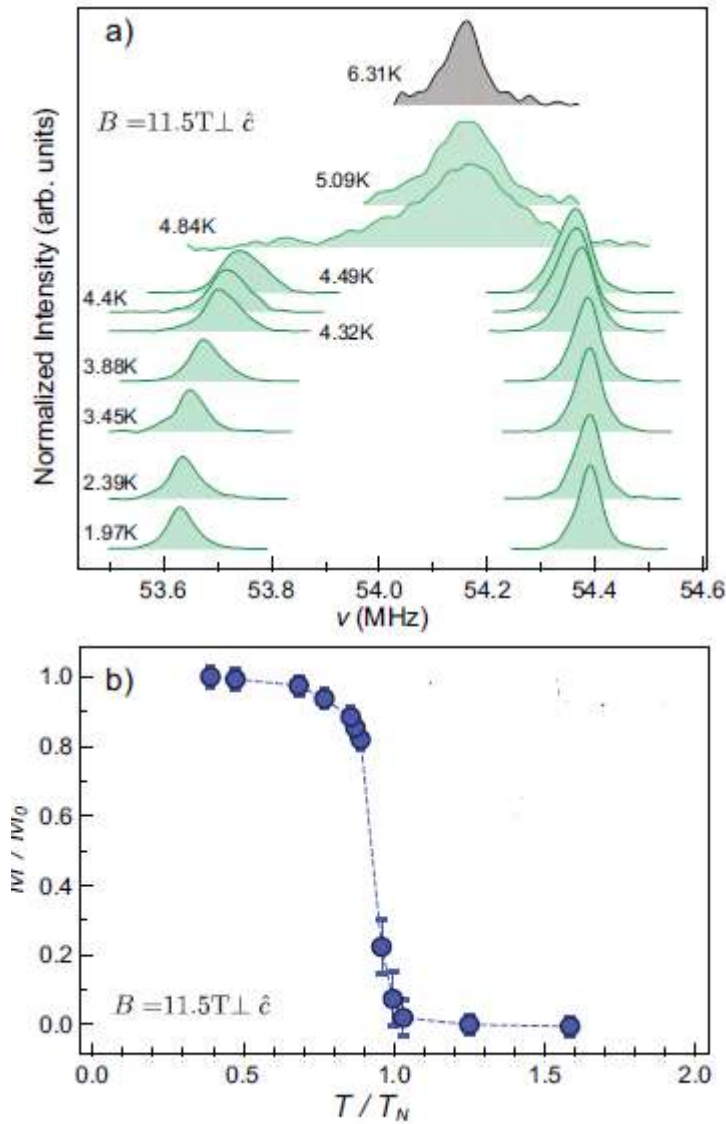 a)
6.31K
B = 11.5T ⊥ ĉ
5.09K
4.84K
4.49K
4.4K
4.32K
3.88K
3.45K
2.39K
1.97K
Normalized Intensity (arb. units)
53.6 53.8 54.0 54.2 54.4 54.6
ν (MHz)
b)
1.0
0.8
0.6
0.4
0.2
0.0
B = 11.5T ⊥ ĉ
0.0 0.5 1.0 1.5 2.0
T / T_N